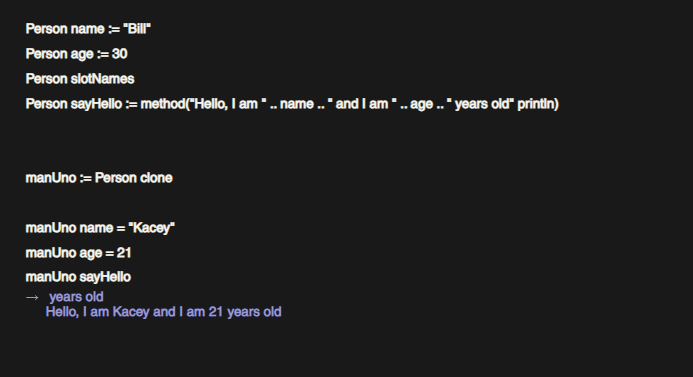 Person name := "Bill"
Person age := 30
Person slotNames
Person sayHello := method("Hello, I am " .. name .. " and I am " .. age .. " years old" println)
manUno := Person clone
manUno name = "Kacey"
manUno age = 21
manUno sayHello
→ years old
Hello, I am Kacey and I am 21 years old